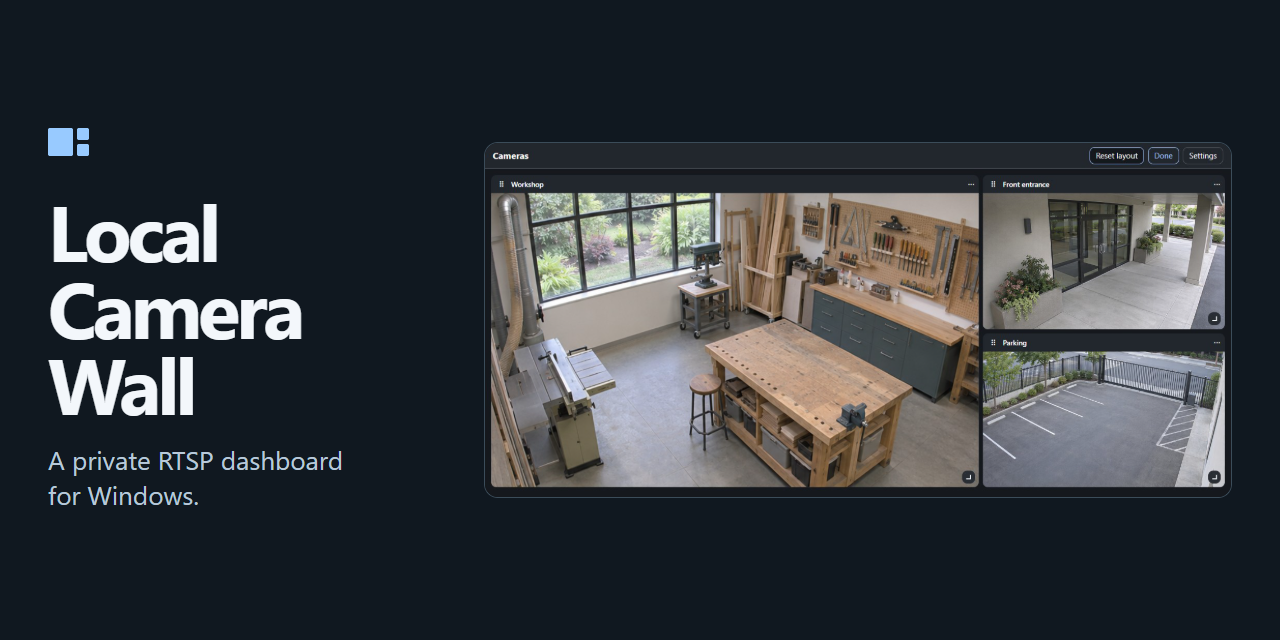 Local
Camera
Wall
A private RTSP dashboard
for Windows.
Cameras
Reset layout
Done
Settings
Workshop
Front entrance
Parking